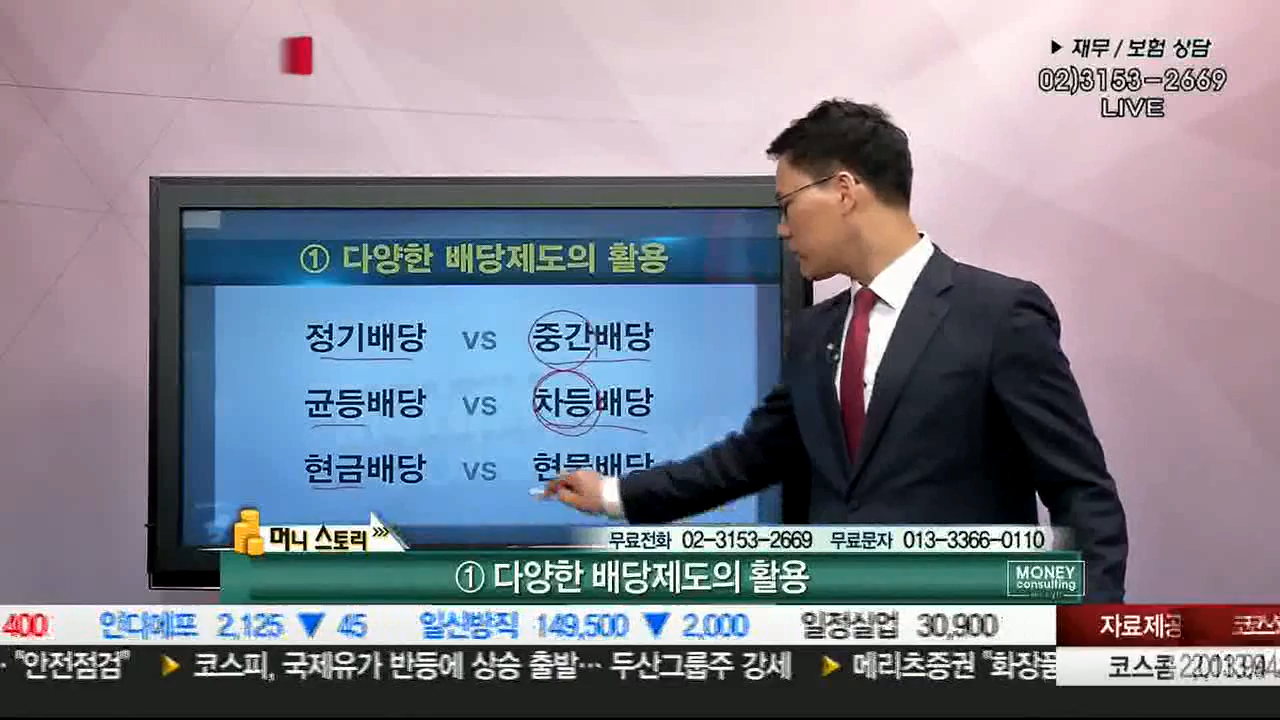 ▶ 재무/보험 상담
02)3153-2669
LIVE
① 다양한 배당제도의 활용
정기배당 vs 중간배당
균등배당 vs 차등배당
현금배당 vs 현물배당
머니 스토리
무료전화 02-3153-2669 무료문자 013-3366-0110
① 다양한 배당제도의 활용
MONEY
consulting
400 인디에프 2,125 ▼ 45 일신방직 149,500 ▼ 2,000 일정실업 30,900
자료제공
"안전점검" 코스피, 국제유가 반등에 상승 출발… 두산그룹주 강세 메리츠증권 "화장품
코스콤